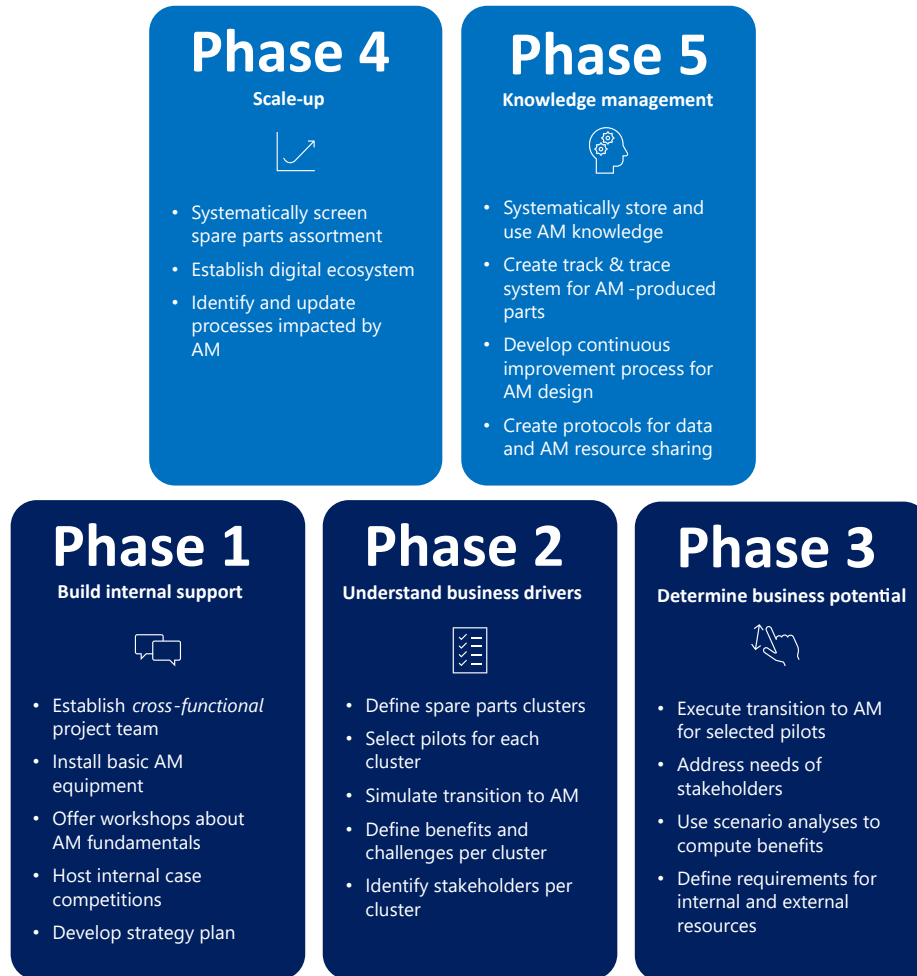 Phase 4
Scale-up
• Systematically screen
spare parts assortment
• Establish digital ecosystem
• Identify and update
processes impacted by
AM
Phase 5
Knowledge management
• Systematically store and
use AM knowledge
• Create track & trace
system for AM -produced
parts
• Develop continuous
improvement process for
AM design
• Create protocols for data
and AM resource sharing
Phase 1
Build internal support
• Establish cross-functional
project team
• Install basic AM
equipment
• Offer workshops about
AM fundamentals
• Host internal case
competitions
• Develop strategy plan
Phase 2
Understand business drivers
• Define spare parts clusters
• Select pilots for each
cluster
• Simulate transition to AM
• Define benefits and
challenges per cluster
• Identify stakeholders per
cluster
Phase 3
Determine business potential
• Execute transition to AM
for selected pilots
• Address needs of
stakeholders
• Use scenario analyses to
compute benefits
• Define requirements for
internal and external
resources